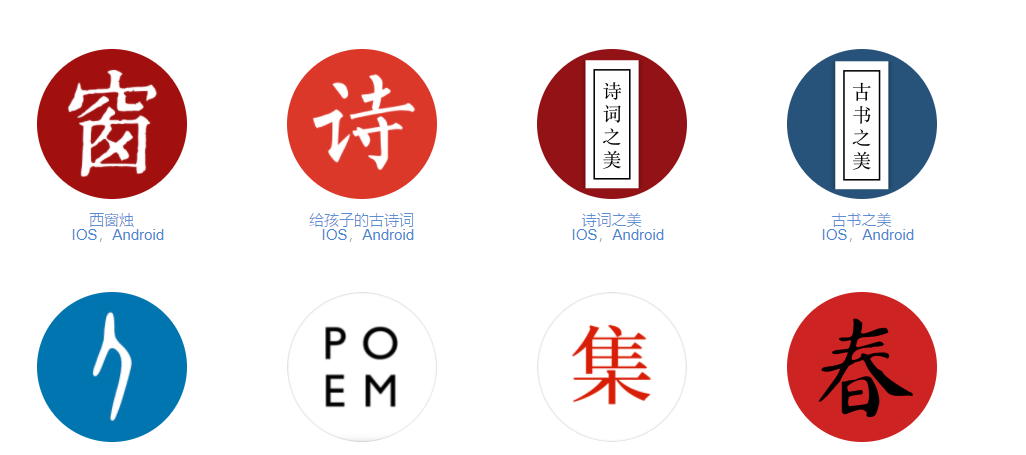 窗
诗
诗词之美
古书之美
西窗烛
IOS，Android
给孩子的古诗词
IOS，Android
诗词之美
IOS，Android
古书之美
IOS，Android
POEM
集
春